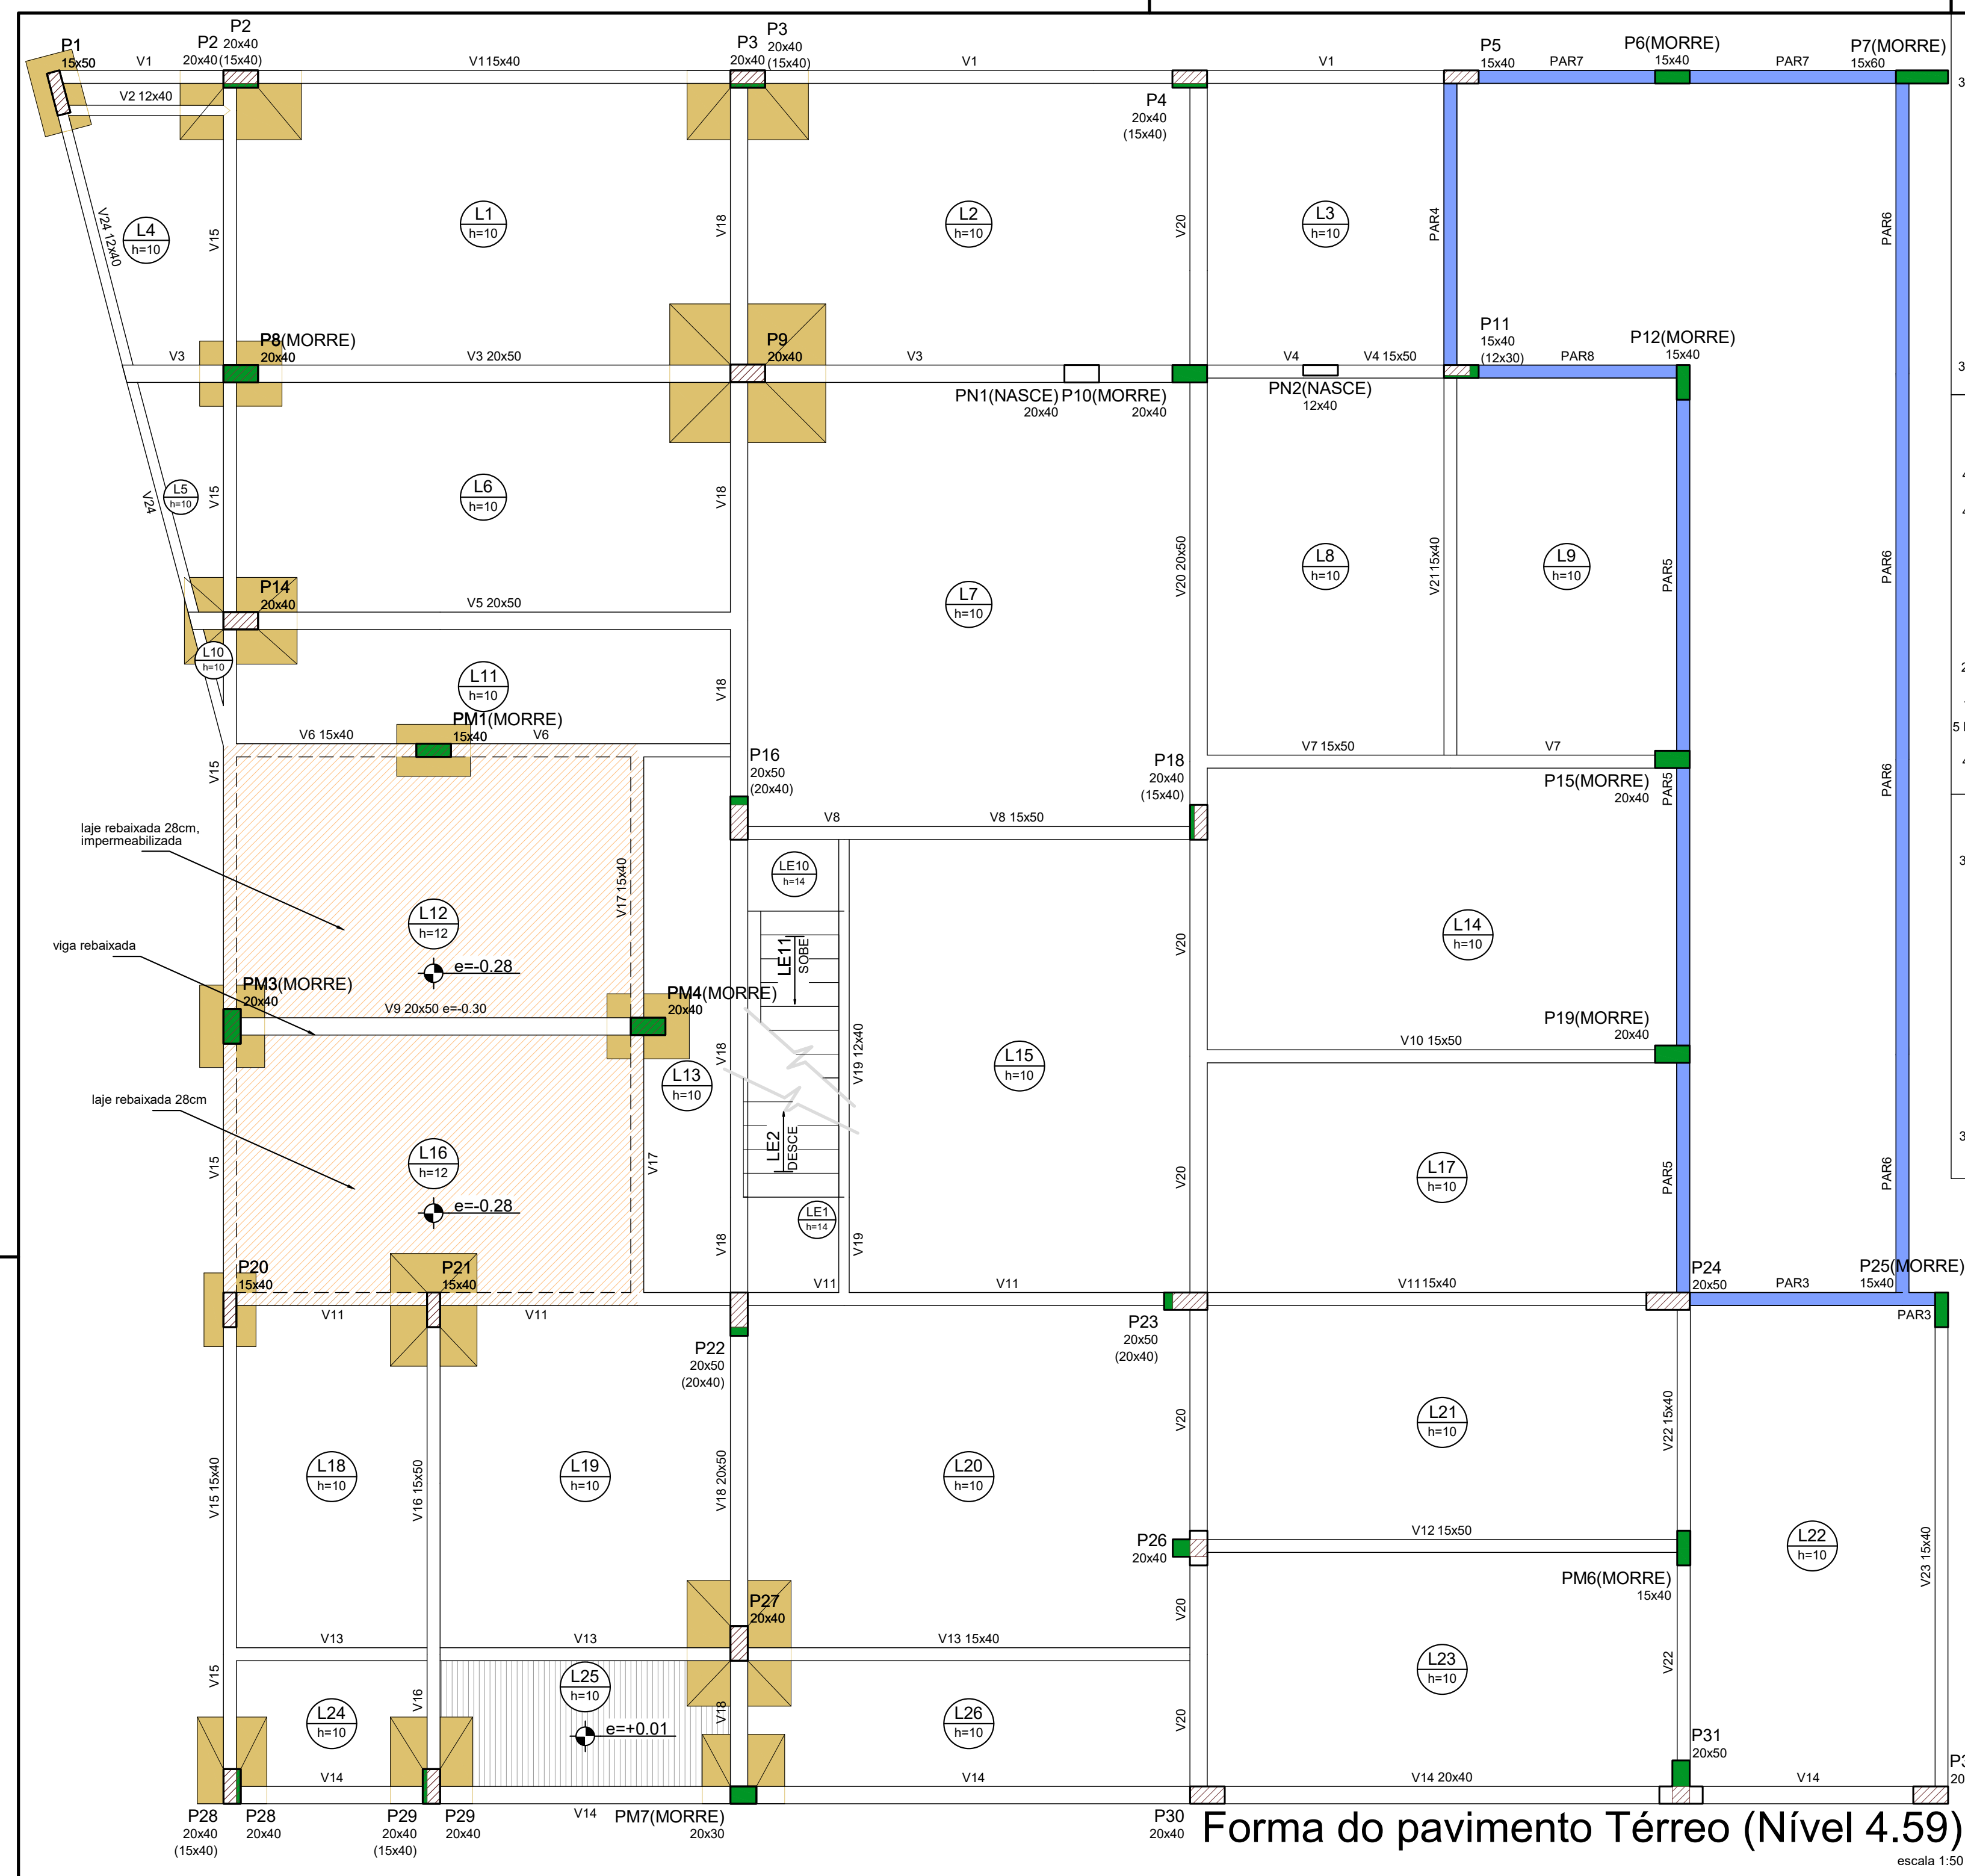 P1
15x50
V1
P2
20x40
P2
20x40
(15x40)
V1 15x40
P3
20x40
P3
20x40
(15x40)
V1
V1
P5
15x40
PAR7
P6(MORRE)
15x40
PAR7
P7(MORRE)
15x60
V2 12x40
P4
20x40
(15x40)
V24 12x40
L4
h=10
V15
L1
h=10
V18
L2
h=10
V20
L3
h=10
PAR4
PAR6
V3
P8(MORRE)
20x40
V3 20x50
P9
20x40
V3
PN1(NASCE)
20x40
P10(MORRE)
20x40
V4
V4 15x50
PN2(NASCE)
12x40
P11
15x40
(12x30)
PAR8
P12(MORRE)
15x40
V24
L5
h=10
V15
L6
h=10
V18
L7
h=10
V20 20x50
L8
h=10
V21 15x40
L9
h=10
PAR5
PAR6
P14
20x40
V5 20x50
L10
h=10
L11
h=10
V18
V6 15x40
PM1(MORRE)
15x40
V6
V15
P16
20x50
(20x40)
P18
20x40
(15x40)
V7 15x50
V7
P15(MORRE)
20x40
PAR5
PAR6
laje rebaixada 28cm,
impermeabilizada
V8
V8 15x50
LE10
h=14
V17 15x40
L12
h=12
e=-0.28
LE11
SOBE
V20
L14
h=10
viga rebaixada
PM3(MORRE)
20x40
V9 20x50 e=-0.30
PM4(MORRE)
20x40
V18
V19 12x40
L15
h=10
P19(MORRE)
20x40
V10 15x50
L13
h=10
laje rebaixada 28cm
LE2
DESCE
V15
L16
h=12
V17
e=-0.28
V20
L17
h=10
PAR5
PAR6
LE1
h=14
V18
V19
P20
15x40
P21
15x40
V11
V11
V11
V11
V11 15x40
P24
20x50
PAR3
P25(MORRE)
15x40
PAR3
P22
20x50
(20x40)
P23
20x50
(20x40)
V15 15x40
L18
h=10
V16 15x50
L19
h=10
V18 20x50
L20
h=10
V20
L21
h=10
V22 15x40
P26
20x40
V12 15x50
PM6(MORRE)
15x40
L22
h=10
V23 15x40
P27
20x40
V20
V13
V13
V13 15x40
V15
V16
L25
h=10
e=+0.01
V18
L24
h=10
L26
h=10
V20
L23
h=10
V22
P31
20x50
V14
V14
V14
V14 20x40
V14
P28
20x40
(15x40)
P28
20x40
P29
20x40
(15x40)
P29
20x40
PM7(MORRE)
20x30
P30
20x40
Forma do pavimento Térreo (Nível 4.59)
escala 1:50